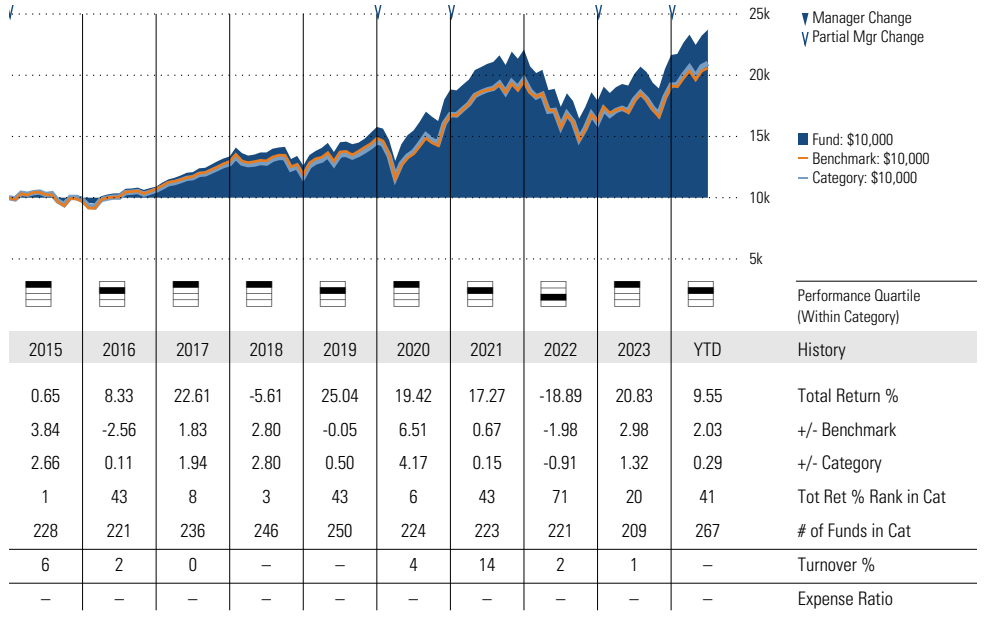 25k
20k
15k
10k
5k
Manager Change
Partial Mgr Change
Fund: $10,000
Benchmark: $10,000
Category: $10,000
Performance Quartile
(Within Category)
2015 2016 2017 2018 2019 2020 2021 2022 2023 YTD History
0.65 8.33 22.61 -5.61 25.04 19.42 17.27 -18.89 20.83 9.55 Total Return %
3.84 -2.56 1.83 2.80 -0.05 6.51 0.67 -1.98 2.98 2.03 +/- Benchmark
2.66 0.11 1.94 2.80 0.50 4.17 0.15 -0.91 1.32 0.29 +/- Category
1 43 8 3 43 6 43 71 20 41 Tot Ret % Rank in Cat
228 221 236 246 250 224 223 221 209 267 # of Funds in Cat
6 2 0 – – 4 14 2 1 – Turnover %
– – – – – – – – – – Expense Ratio